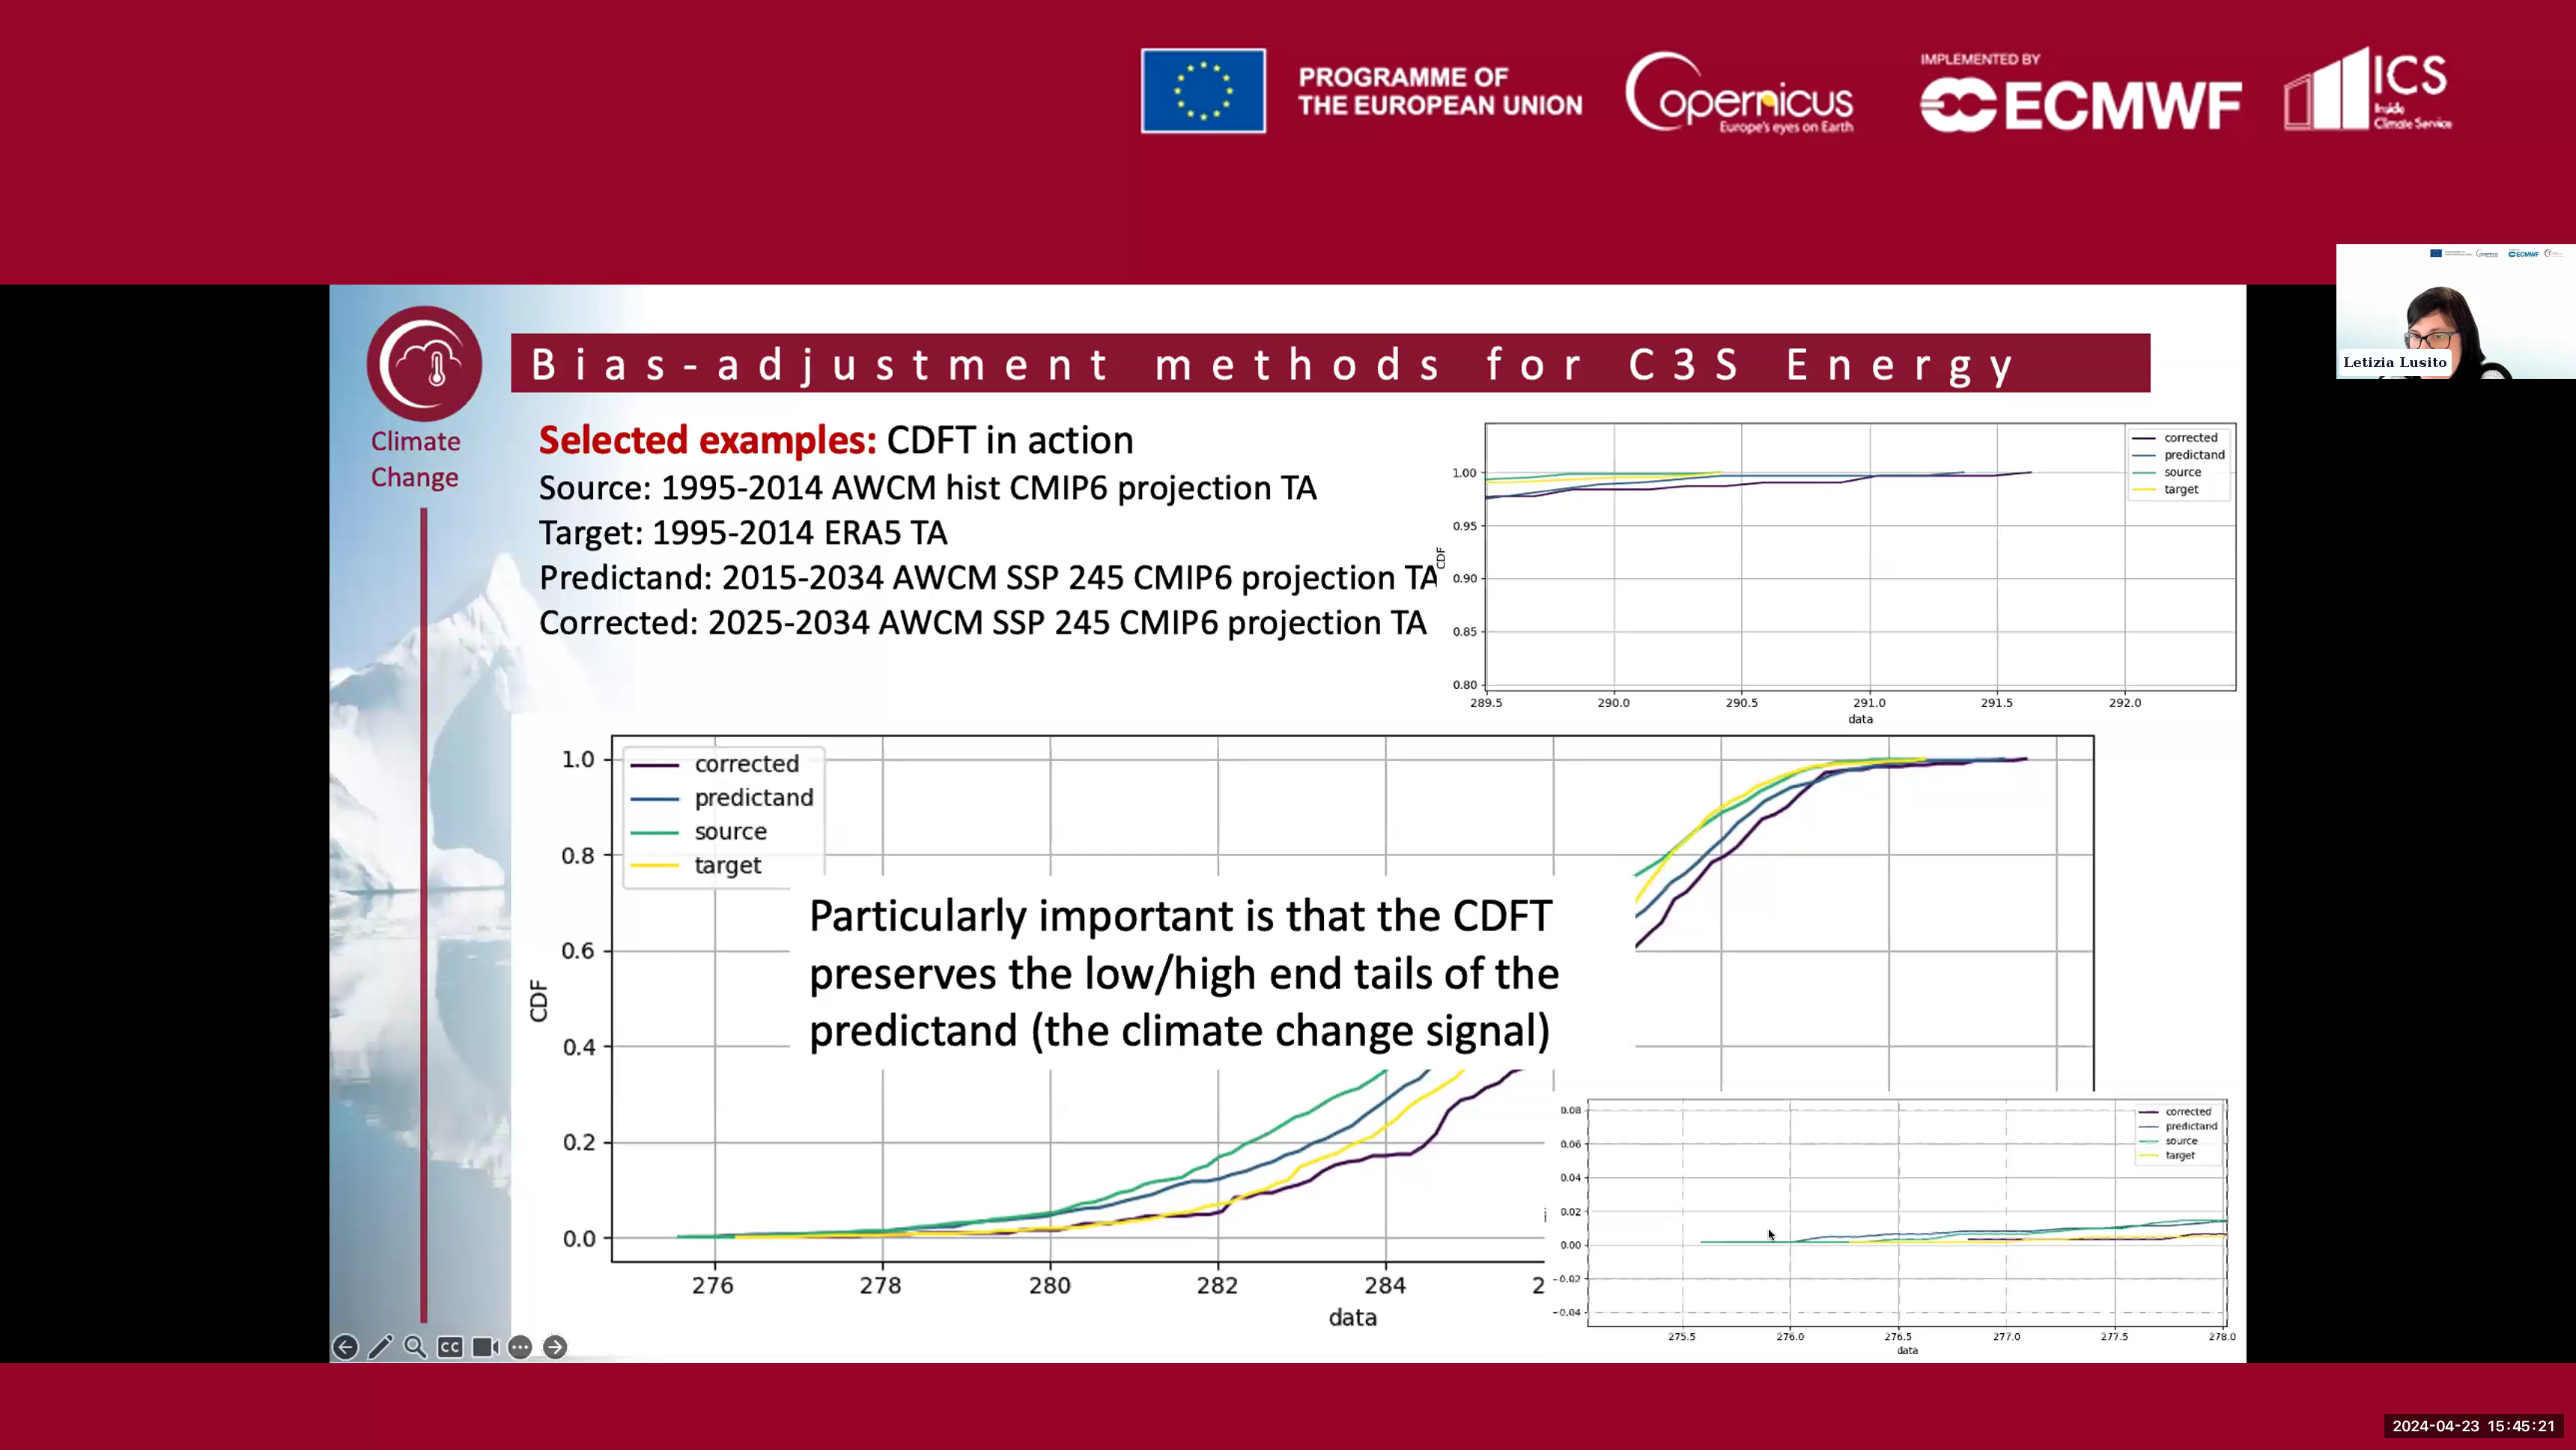 PROGRAMME OF
THE EUROPEAN UNION
Copernicus
Europe's eyes on Earth
IMPLEMENTED BY
ECMWF
ICS
Inside
Climate Service
ECMWF
Letizia Lusito
Climate
Change
Bias-adjustment methods for C3S Energy
Selected examples: CDFT in action
Source: 1995-2014 AWCM hist CMIP6 projection TA
Target: 1995-2014 ERA5 TA
Predictand: 2015-2034 AWCM SSP 245 CMIP6 projection TA
Corrected: 2025-2034 AWCM SSP 245 CMIP6 projection TA
corrected
predictand
source
target
1.00
0.95
0.90
0.85
0.80
CDF
289.5 290.0 290.5 291.0 291.5 292.0
data
corrected
predictand
source
target
1.0
0.8
0.6
0.4
0.2
0.0
CDF
276 278 280 282 284 2
data
Particularly important is that the CDFT
preserves the low/high end tails of the
predictand (the climate change signal)
corrected
predictand
source
target
0.08
0.06
0.04
0.02
0.00
-0.02
-0.04
275.5 276.0 276.5 277.0 277.5 278.0
data
CC
2024-04-23 15:45:21